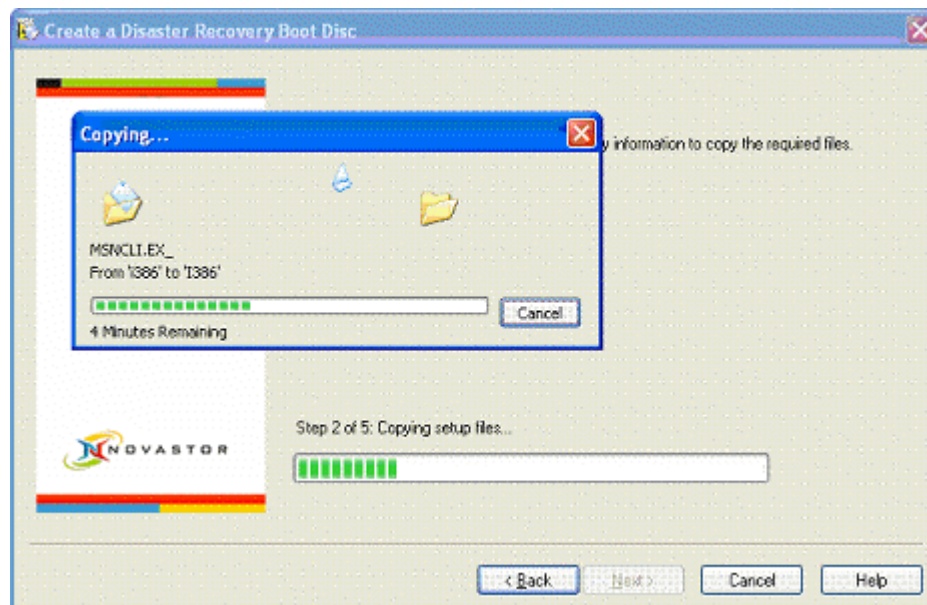 Create a Disaster Recovery Boot Disc
Copying...
y information to copy the required files.
MSNCLI.EX_
From 'i386' to 'I386'
Cancel
4 Minutes Remaining
NOVASTOR
Step 2 of 5: Copying setup files...
< Back
Next >
Cancel
Help